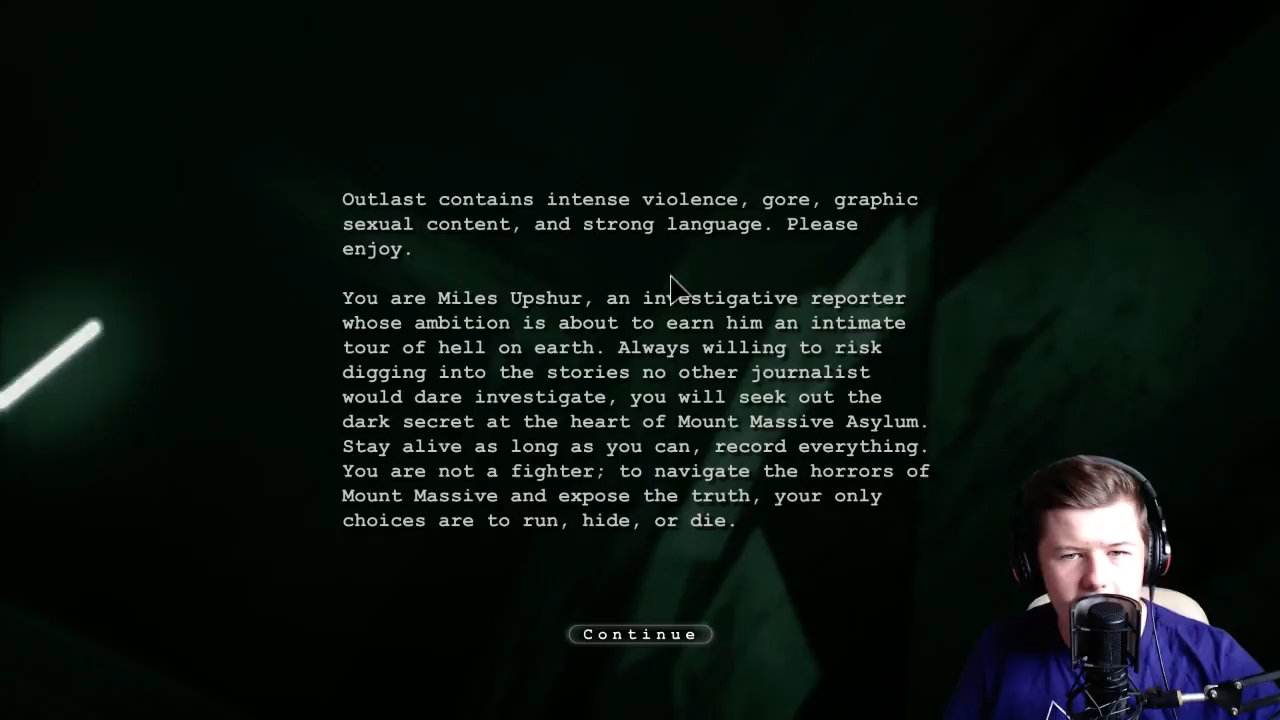 Outlast contains intense violence, gore, graphic
sexual content, and strong language. Please
enjoy.
You are Miles Upshur, an investigative reporter
whose ambition is about to earn him an intimate
tour of hell on earth. Always willing to risk
digging into the stories no other journalist
would dare investigate, you will seek out the
dark secret at the heart of Mount Massive Asylum.
Stay alive as long as you can, record everything.
You are not a fighter; to navigate the horrors of
Mount Massive and expose the truth, your only
choices are to run, hide, or die.
Continue